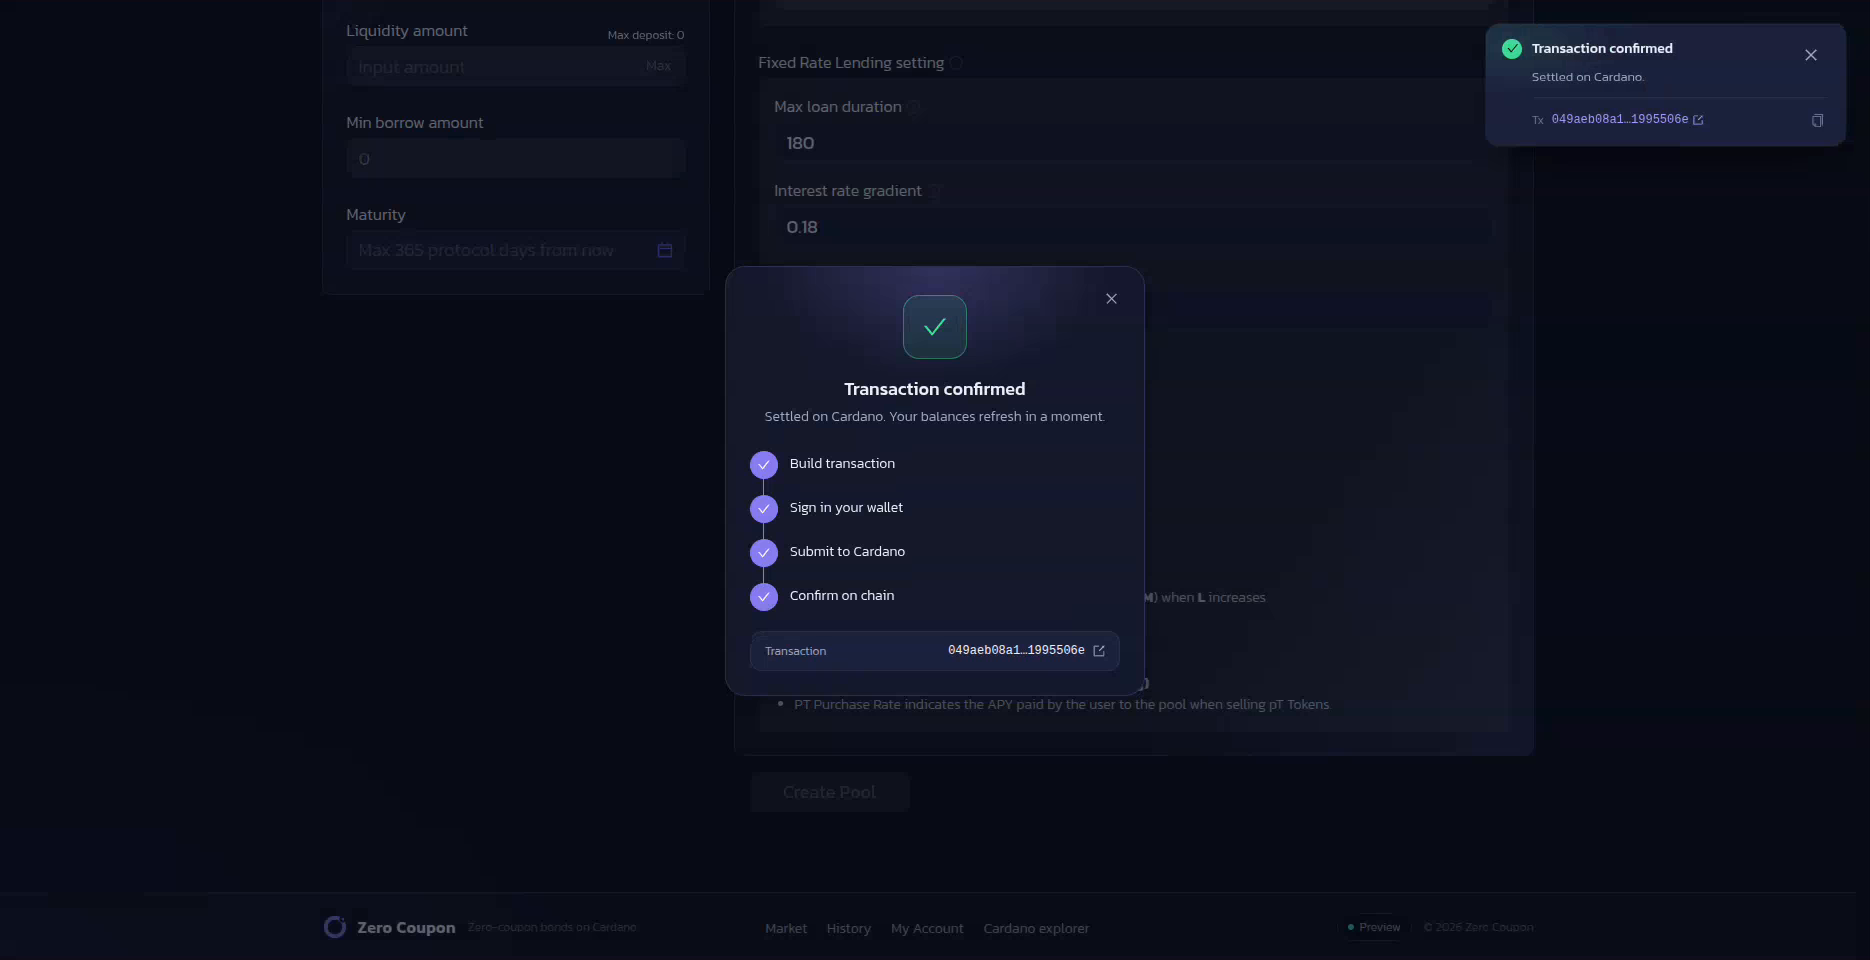 Liquidity amount
Max deposit: 0
Input amount
Max
Min borrow amount
0
Maturity
Max 365 protocol days from now
Fixed Rate Lending setting
Max loan duration
180
Interest rate gradient
0.18
M) when L increases
PT Purchase Rate indicates the APY paid by the user to the pool when selling pT Tokens
Create Pool
Transaction confirmed
Settled on Cardano. Your balances refresh in a moment.
Build transaction
Sign in your wallet
Submit to Cardano
Confirm on chain
Transaction 049aeb08a1…1995506e
Transaction confirmed
Settled on Cardano.
Tx 049aeb08a1…1995506e
Zero Coupon Zero-coupon bonds on Cardano
Market History My Account Cardano explorer
Preview © 2026 Zero Coupon